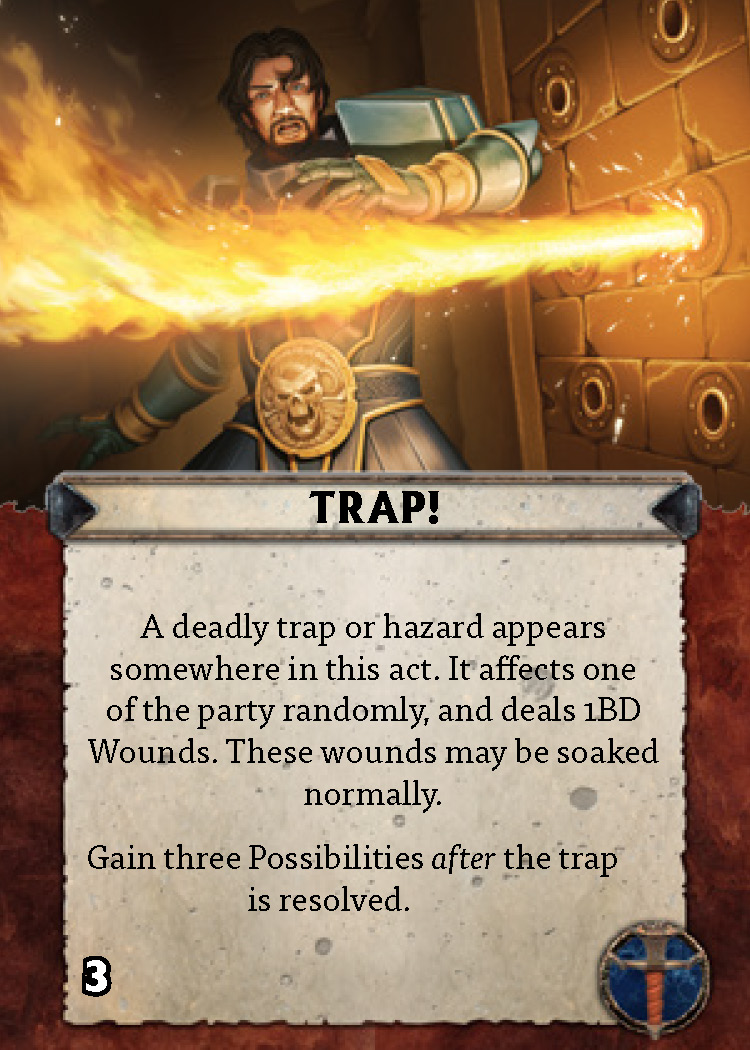 TRAP!
A deadly trap or hazard appears
somewhere in this act. It affects one
of the party randomly, and deals 1BD
Wounds. These wounds may be soaked
normally.
Gain three Possibilities after the trap
is resolved.
3